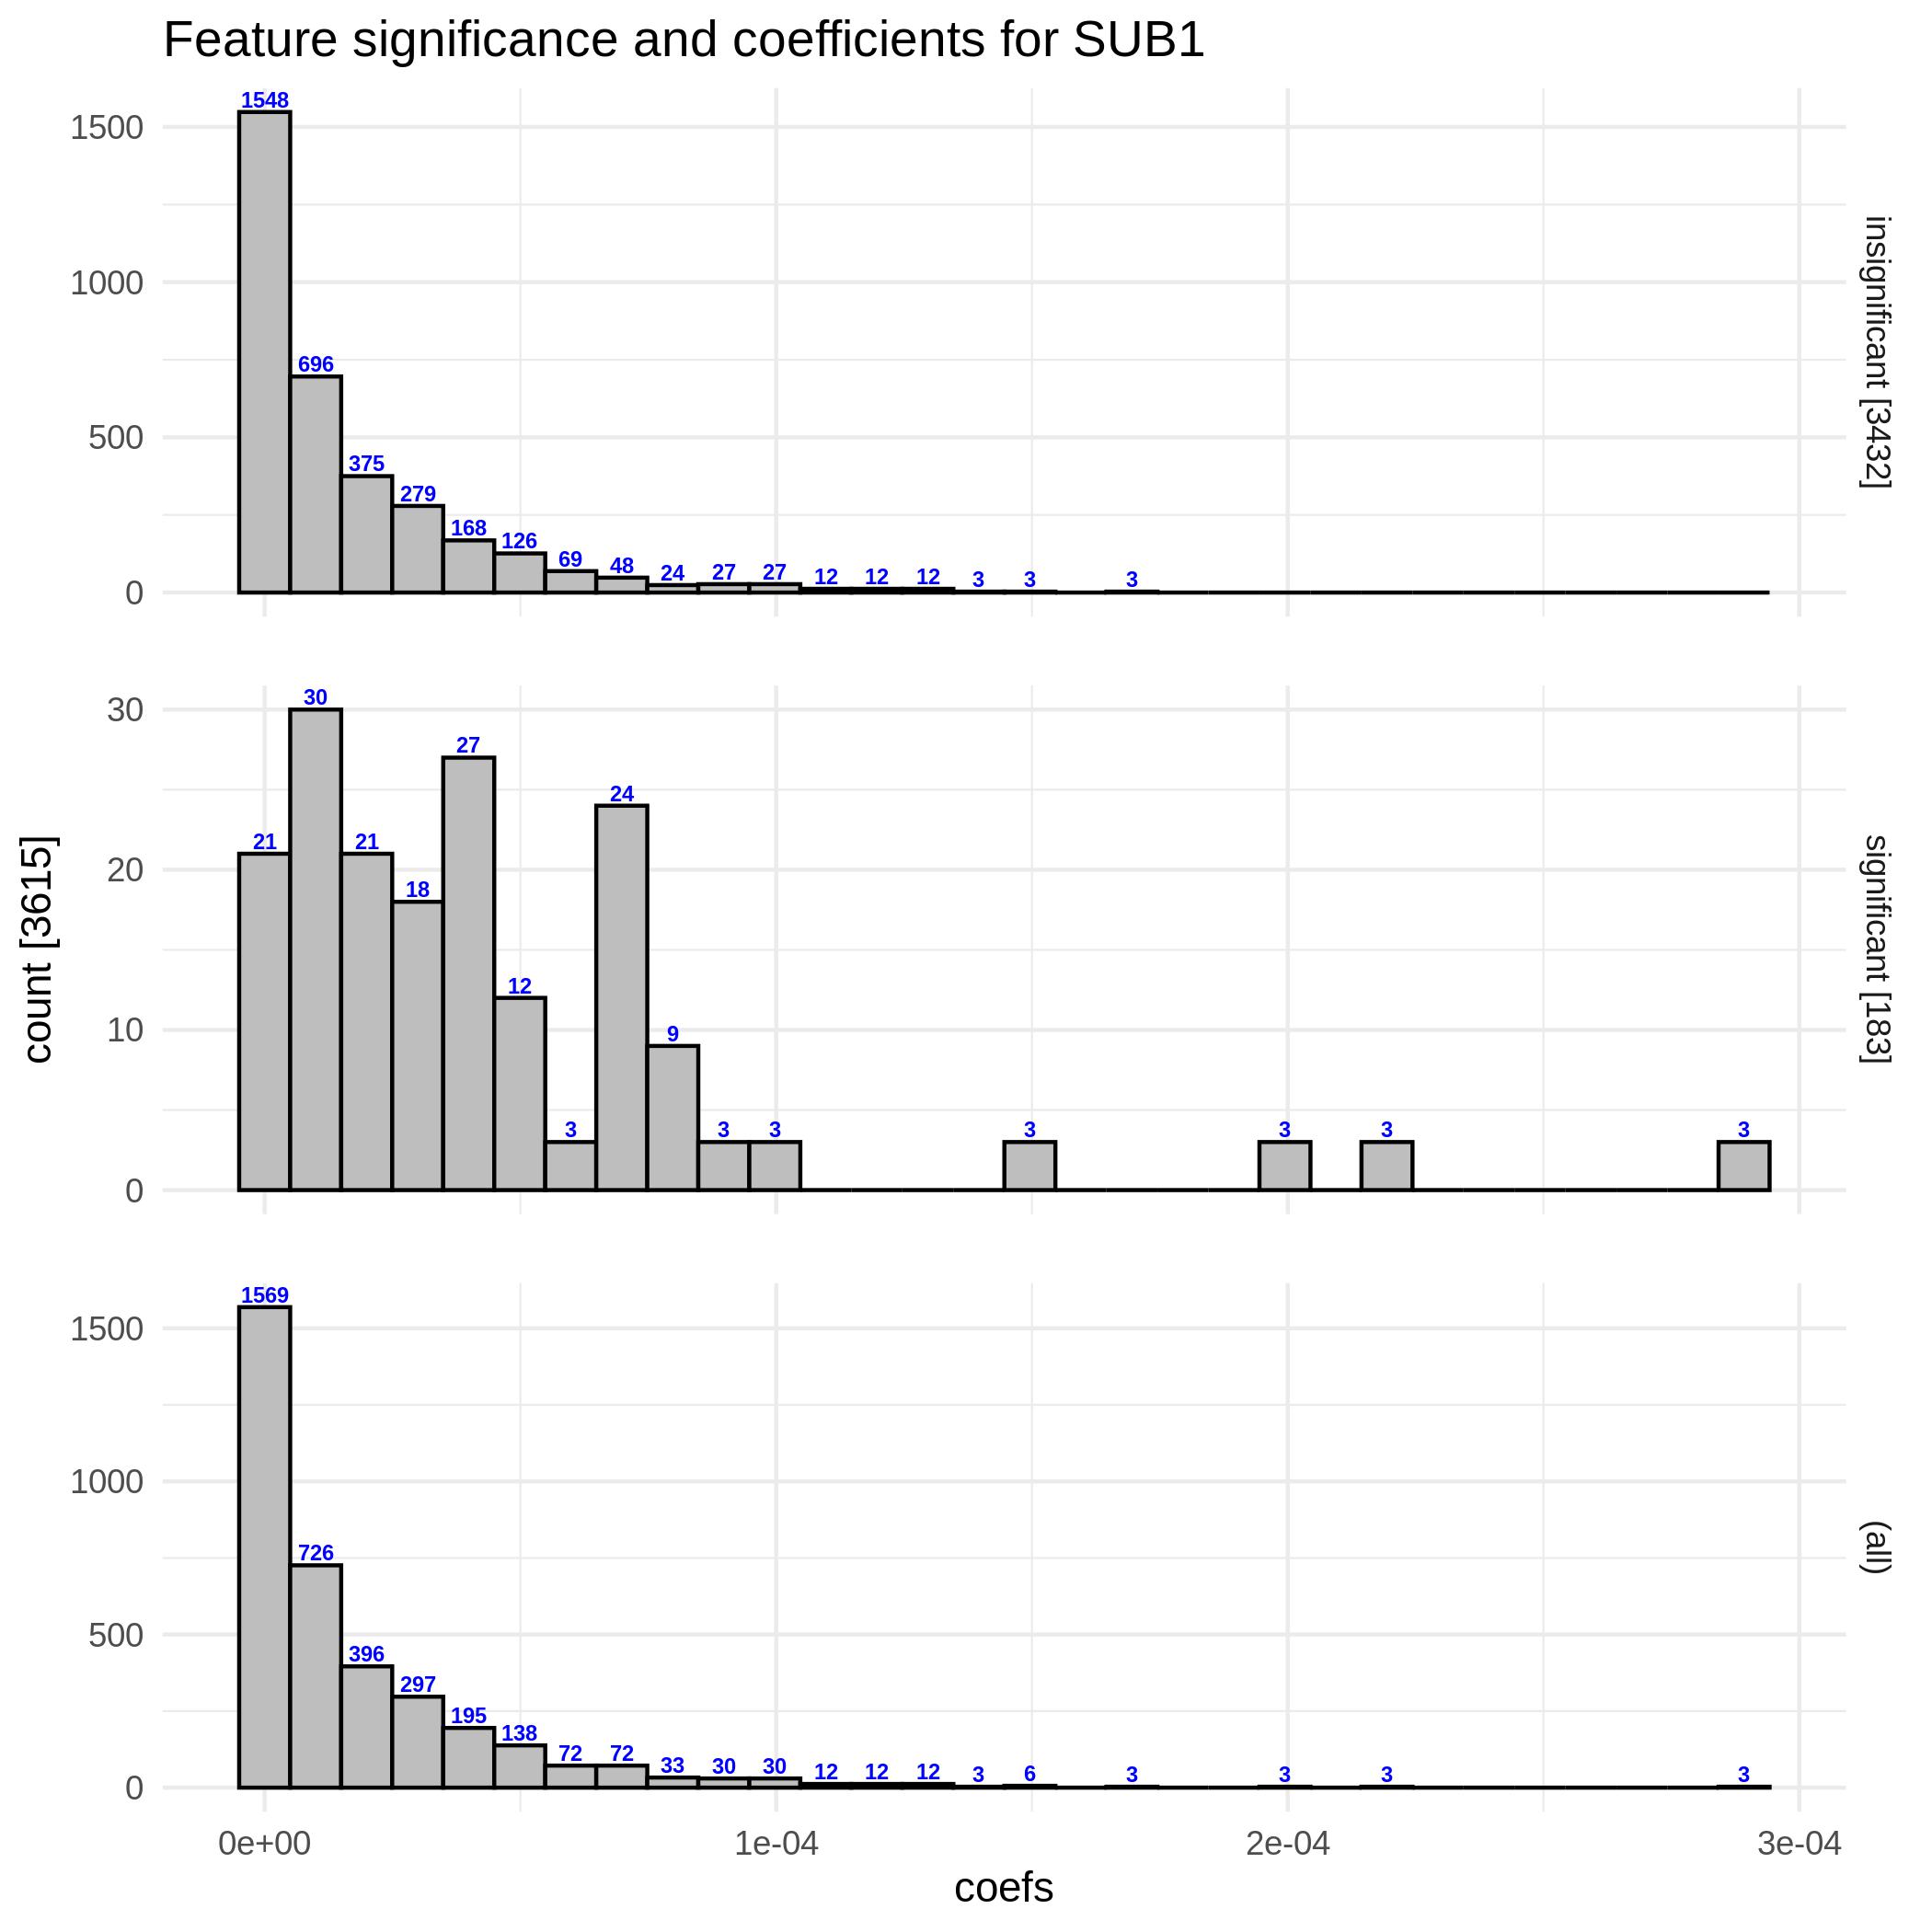 Feature significance and coefficients for SUB1
1548
1500
696
1000
375
279
500
168 126
69 48 24 27 27 12 12 12 3 3 3
0
insignificant [3432]
30
30
27
24
21 21
18
20
12
9
10
3 3 3 3 3 3 3
0
significant [183]
count [3615]
1569
1500
1000
726
396
297
500
195 138
72 72 33 30 30 12 12 12 3 6 3 3 3 3
0
(all)
0e+00 1e-04 2e-04 3e-04
coefs